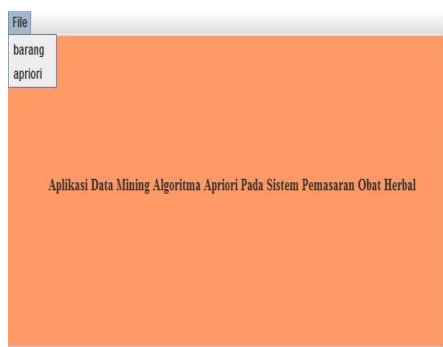 File
barang
apriori
Aplikasi Data Mining Algoritma Apriori Pada Sistem Pemasaran Obat Herbal